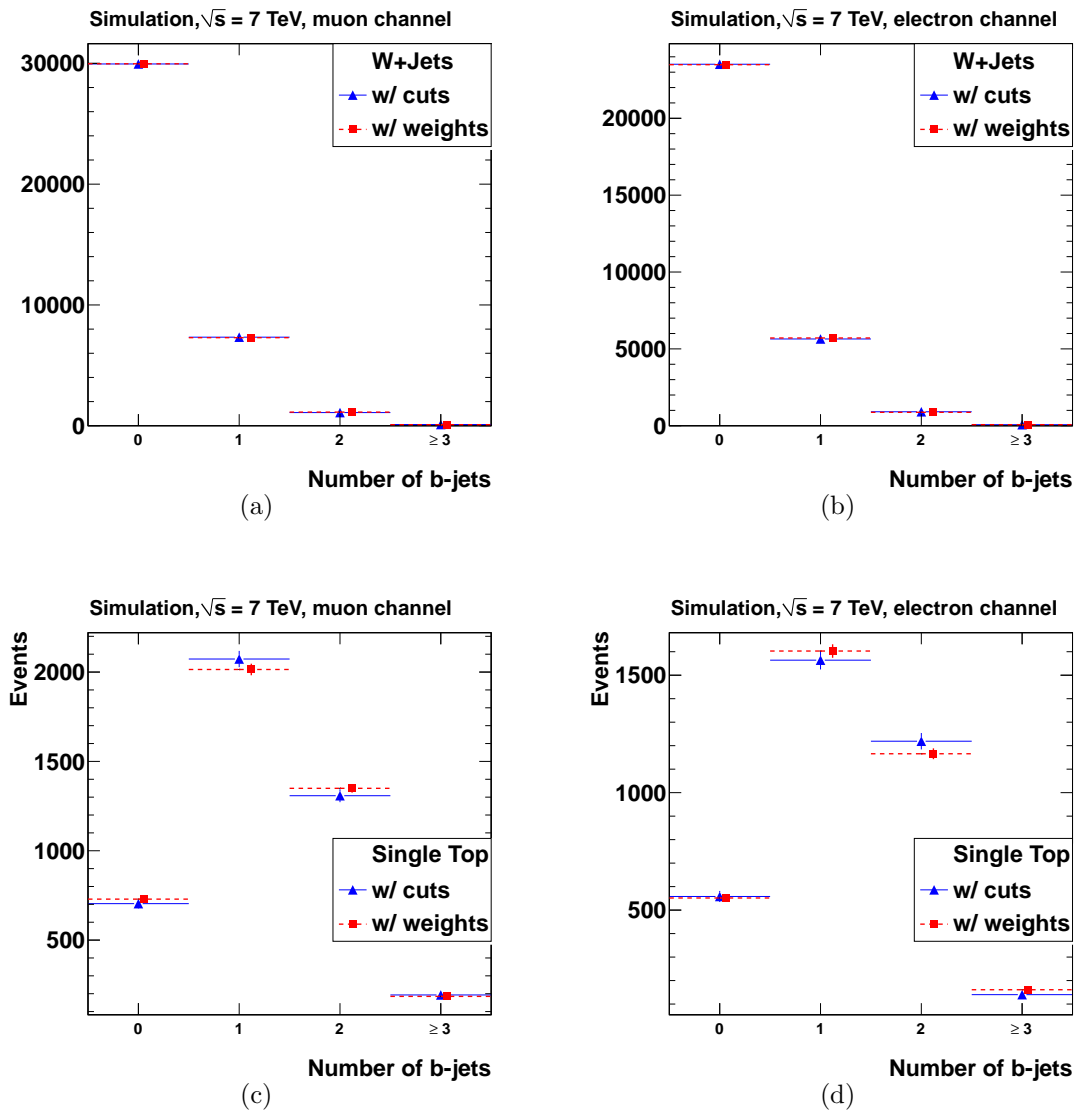 Simulation,√s = 7 TeV, muon channel
W+Jets
w/ cuts
w/ weights
30000
20000
10000
0
0 1 2 ≥ 3
Number of b-jets
(a)
Simulation,√s = 7 TeV, electron channel
W+Jets
w/ cuts
w/ weights
20000
15000
10000
5000
0
0 1 2 ≥ 3
Number of b-jets
(b)
Simulation,√s = 7 TeV, muon channel
Events
2000
1500
1000
500
Single Top
w/ cuts
w/ weights
0 1 2 ≥ 3
Number of b-jets
(c)
Simulation,√s = 7 TeV, electron channel
Events
1500
1000
500
Single Top
w/ cuts
w/ weights
0 1 2 ≥ 3
Number of b-jets
(d)